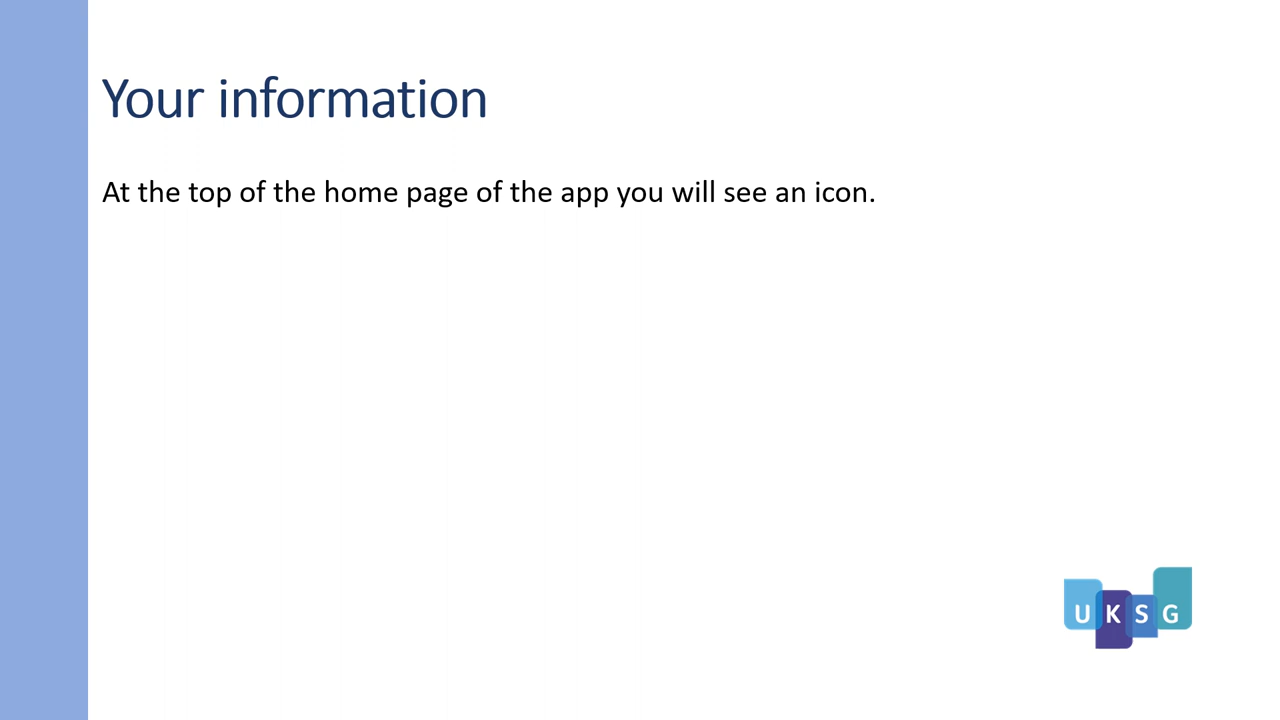 Your information
At the top of the home page of the app you will see an icon.
UKSG